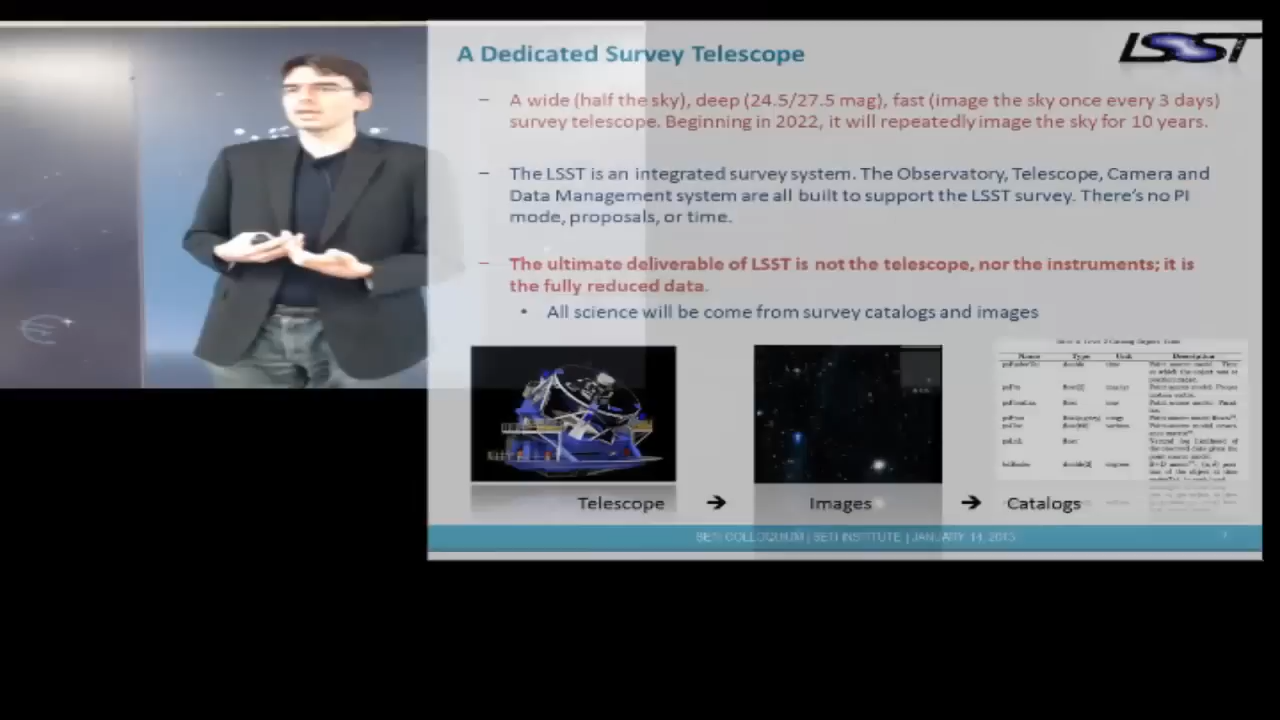 A Dedicated Survey Telescope
LSST
– A wide (half the sky), deep (24.5/27.5 mag), fast (image the sky once every 3 days)
survey telescope. Beginning in 2022, it will repeatedly image the sky for 10 years.
– The LSST is an integrated survey system. The Observatory, Telescope, Camera and
Data Management system are all built to support the LSST survey. There's no PI
mode, proposals, or time.
– The ultimate deliverable of LSST is not the telescope, nor the instruments; it is
the fully reduced data.
• All science will be come from survey catalogs and images
Name Type Unit Description
Telescope → Images → Catalogs
SETI COLLOQUIUM | SETI INSTITUTE | JANUARY 14, 2015